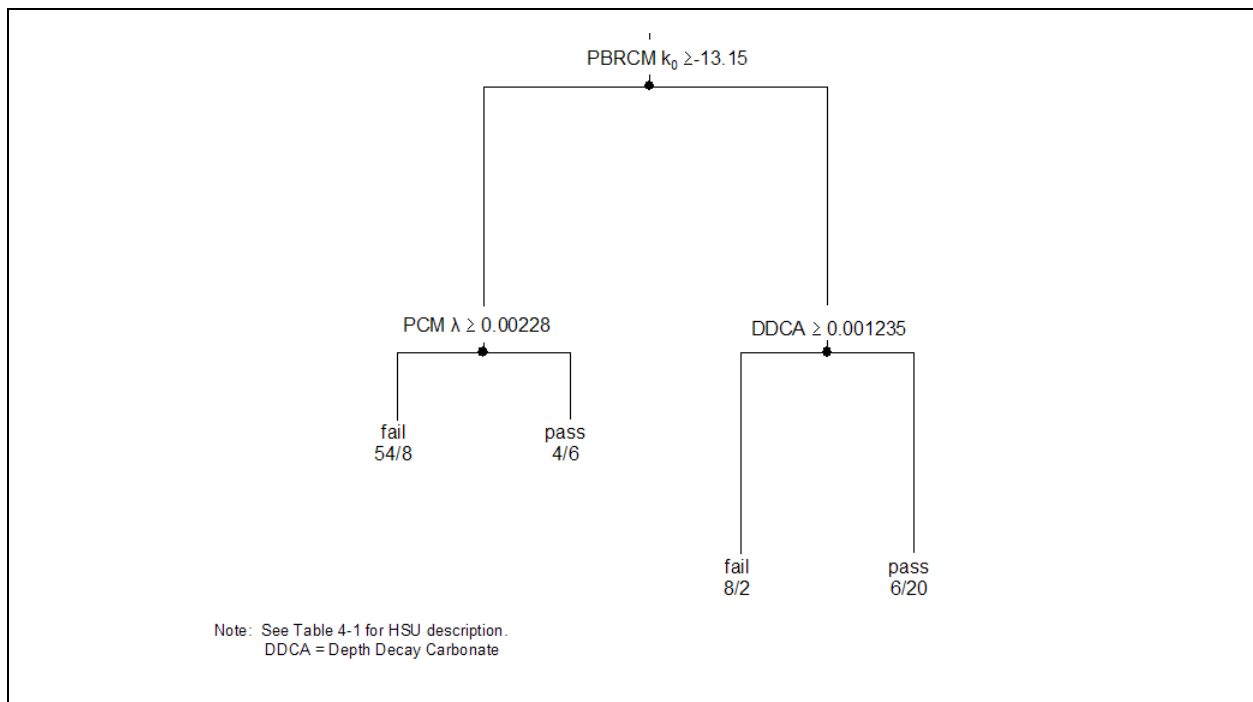 PBRCM k₀ ≥-13.15
PCM λ ≥ 0.00228
DDCA ≥ 0.001235
fail
54/8
pass
4/6
fail
8/2
pass
6/20
Note: See Table 4-1 for HSU description.
DDCA = Depth Decay Carbonate